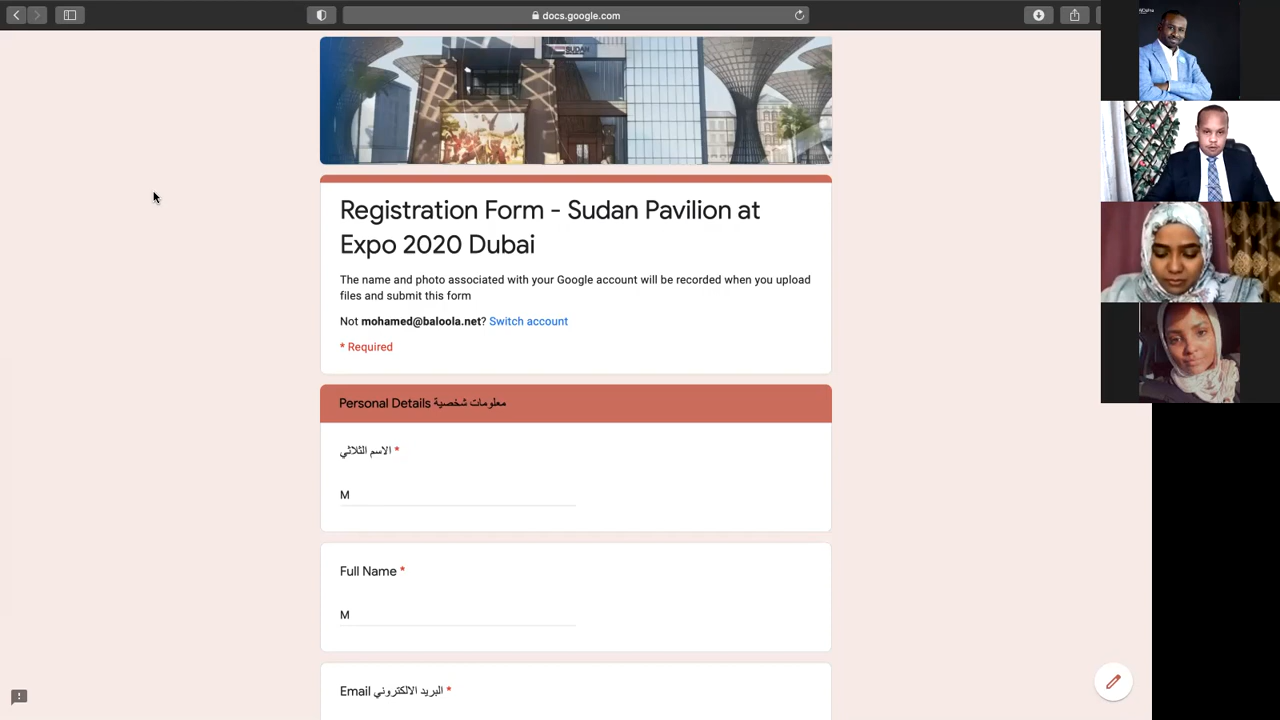 docs.google.com
SUDAN
Registration Form - Sudan Pavilion at
Expo 2020 Dubai
The name and photo associated with your Google account will be recorded when you upload
files and submit this form
Not mohamed@baloola.net? Switch account
* Required
Personal Details معلومات شخصية
الاسم الثلاثي *
M
Full Name *
M
Email البريد الالكتروني *